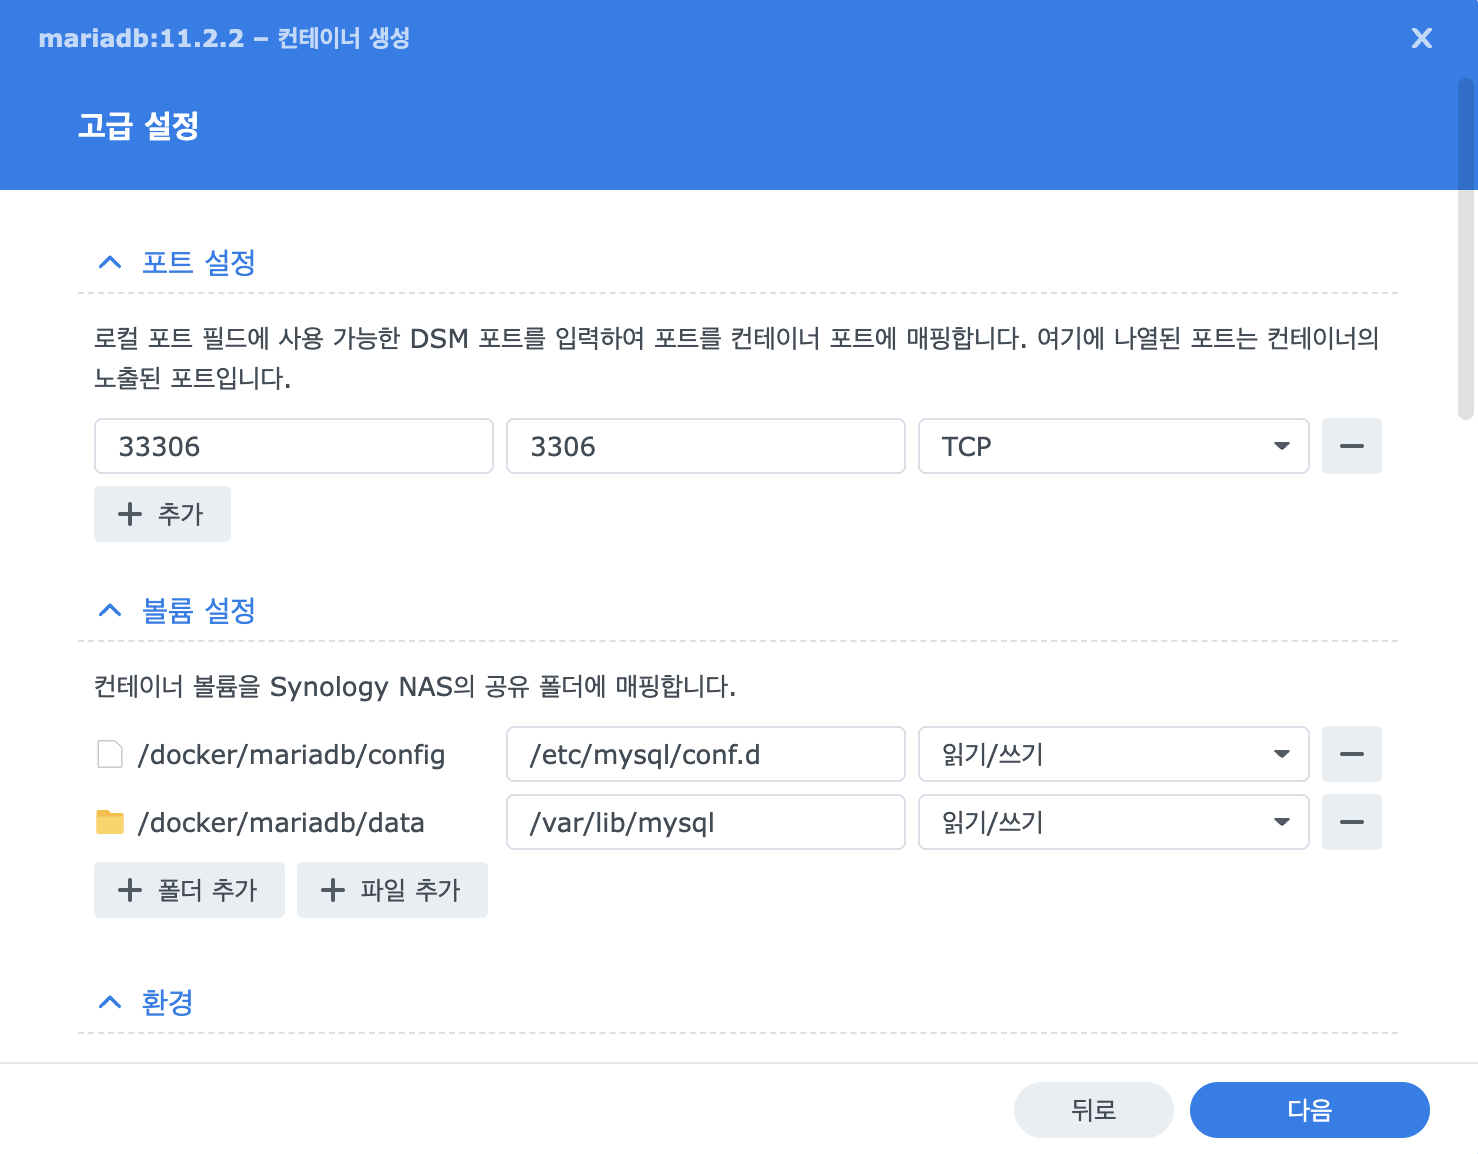 mariadb:11.2.2 – 컨테이너 생성
고급 설정
포트 설정
로컬 포트 필드에 사용 가능한 DSM 포트를 입력하여 포트를 컨테이너 포트에 매핑합니다. 여기에 나열된 포트는 컨테이너의
노출된 포트입니다.
33306 3306 TCP
추가
볼륨 설정
컨테이너 볼륨을 Synology NAS의 공유 폴더에 매핑합니다.
/docker/mariadb/config /etc/mysql/conf.d 읽기/쓰기
/docker/mariadb/data /var/lib/mysql 읽기/쓰기
폴더 추가 파일 추가
환경
뒤로 다음